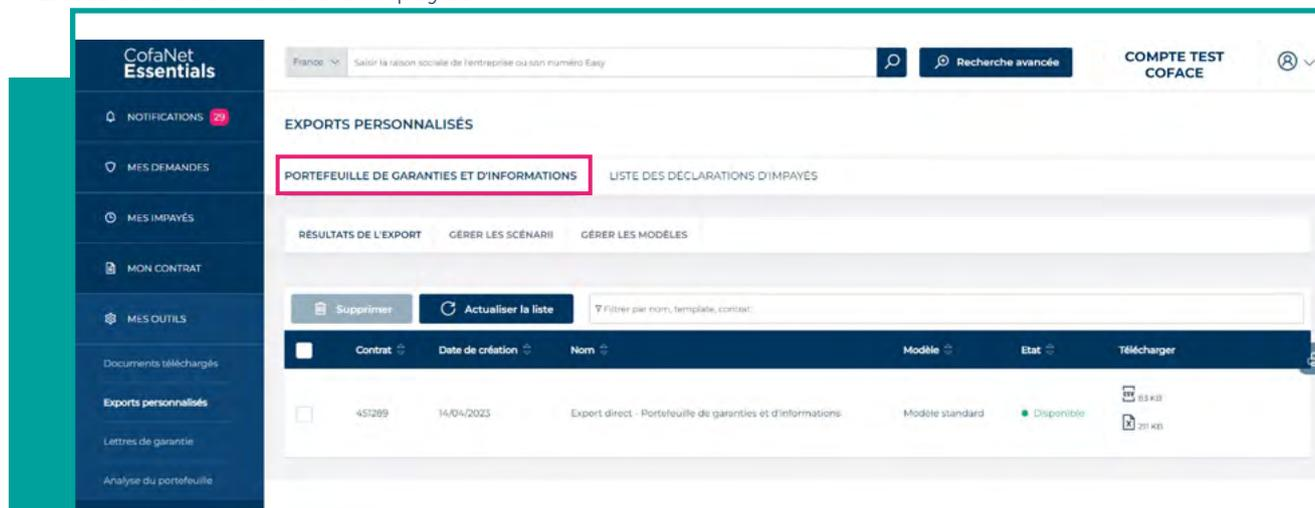 CofaNet
Essentials
France
Saisir la raison sociale de l'entreprise ou son numéro Easy
Recherche avancée
COMPTE TEST
COFACE
NOTIFICATIONS 29
MES DEMANDES
MES IMPAYÉS
MON CONTRAT
MES OUTILS
Documents téléchargés
Exports personnalisés
Lettres de garantie
Analyse du portefeuille
EXPORTS PERSONNALISÉS
PORTEFEUILLE DE GARANTIES ET D'INFORMATIONS
LISTE DES DÉCLARATIONS D'IMPAYÉS
RÉSULTATS DE L'EXPORT
GÉRER LES SCÉNARII
GÉRER LES MODÈLES
Supprimer
Actualiser la liste
Filtrer par nom, template, contrat
Contrat
Date de création
Nom
Modèle
Etat
Télécharger
451289
14/04/2023
Export direct - Portefeuille de garanties et d'informations
Modèle standard
Disponible
CSV
83 KB
X
211 KB